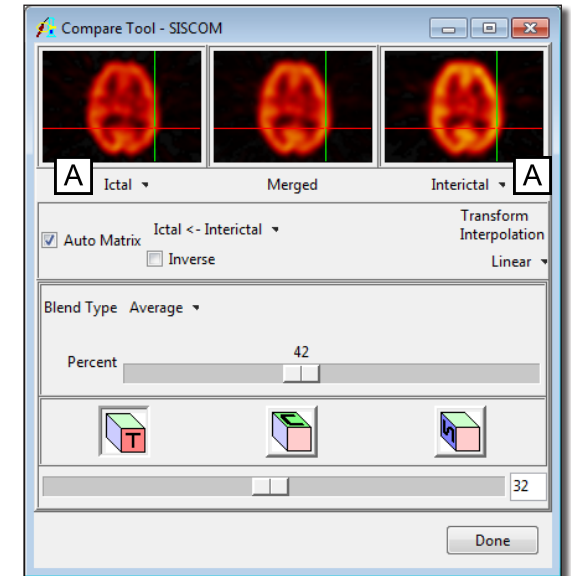 Compare Tool - SISCOM
A
A
Ictal
Merged
Interictal
Auto Matrix
Ictal <- Interictal
Inverse
Transform
Interpolation
Linear
Blend Type Average
Percent
42
T
32
Done